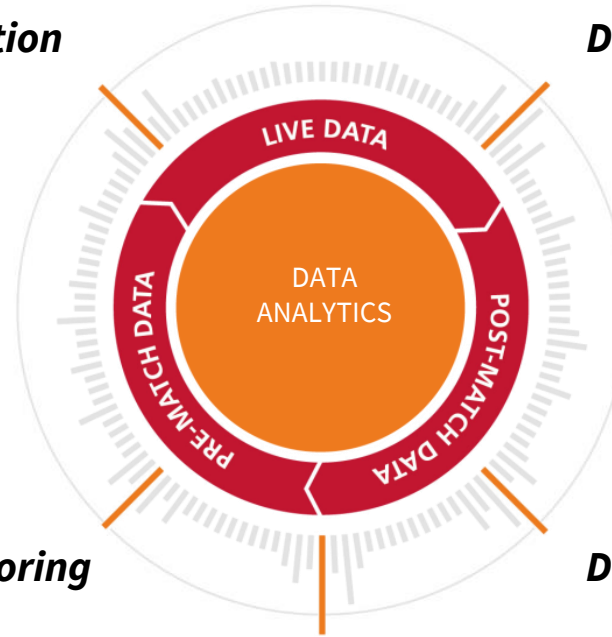 tion
D
LIVE DATA
DATA
ANALYTICS
PRE-MATCH DATA
POST-MATCH DATA
oring
D